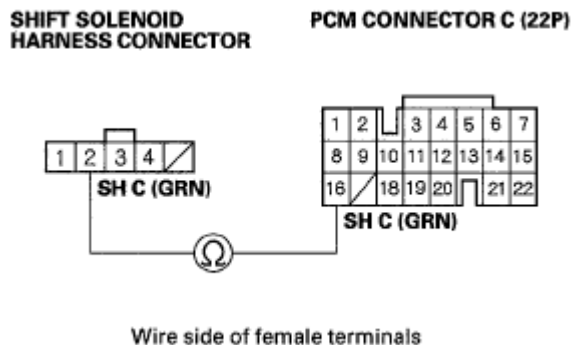 SHIFT SOLENOID
HARNESS CONNECTOR
PCM CONNECTOR C (22P)
1 2 3 4
SH C (GRN)
1 2 3 4 5 6 7
8 9 10 11 12 13 14 15
16 18 19 20 21 22
SH C (GRN)
Ω
Wire side of female terminals